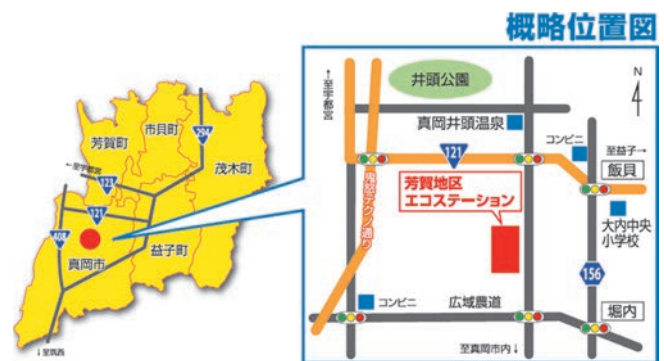 概略位置図
芳賀町
市貝町
294
茂木町
←至宇都宮
123
121
408
真岡市
益子町
↓至筑西
↑至宇都宮
井頭公園
N
真岡井頭温泉
コンビニ
至益子→
121
飯貝
鬼怒テクノ通り
芳賀地区
エコステーション
大内中央
小学校
156
コンビニ
広域農道
堀内
至真岡市内↓